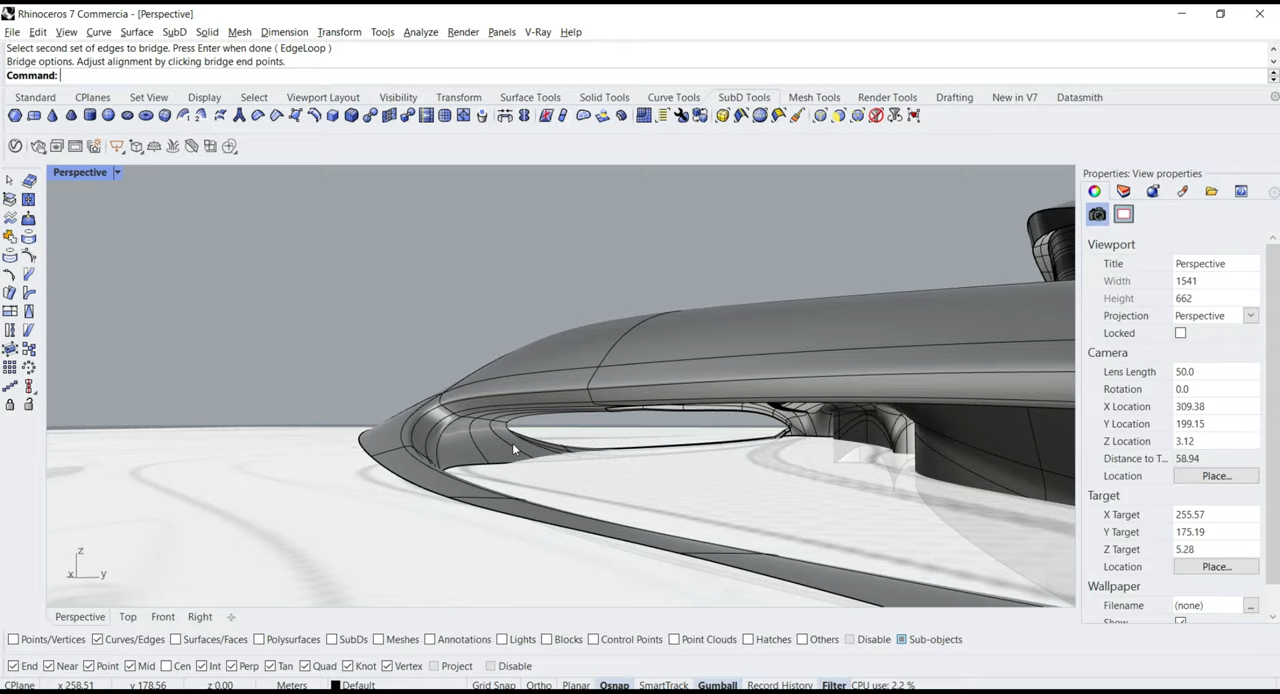 Rhinoceros 7 Commercia - [Perspective]
File Edit View Curve Surface SubD Solid Mesh Dimension Transform Tools Analyze Render Panels V-Ray Help
Select second set of edges to bridge. Press Enter when done ( EdgeLoop )
Bridge options. Adjust alignment by clicking bridge end points.
Command:
Standard CPlanes Set View Display Select Viewport Layout Visibility Transform Surface Tools Solid Tools Curve Tools SubD Tools Mesh Tools Render Tools Drafting New in V7 Datasmith
Perspective
Properties: View properties
Viewport
Title Perspective
Width 1541
Height 662
Projection Perspective
Locked
Camera
Lens Length 50.0
Rotation 0.0
X Location 309.38
Y Location 199.15
Z Location 3.12
Distance to T... 58.94
Location Place...
Target
X Target 255.57
Y Target 175.19
Z Target 5.28
Location Place...
Wallpaper
Filename (none) ...
Show
z
x y
Perspective Top Front Right
Points/Vertices Curves/Edges Surfaces/Faces Polysurfaces SubDs Meshes Annotations Lights Blocks Control Points Point Clouds Hatches Others Disable Sub-objects
End Near Point Mid Cen Int Perp Tan Quad Knot Vertex Project Disable
CPlane x 258.51 y 178.56 z 0.00 Meters Default Grid Snap Ortho Planar Osnap SmartTrack Gumball Record History Filter CPU use: 2.2 %